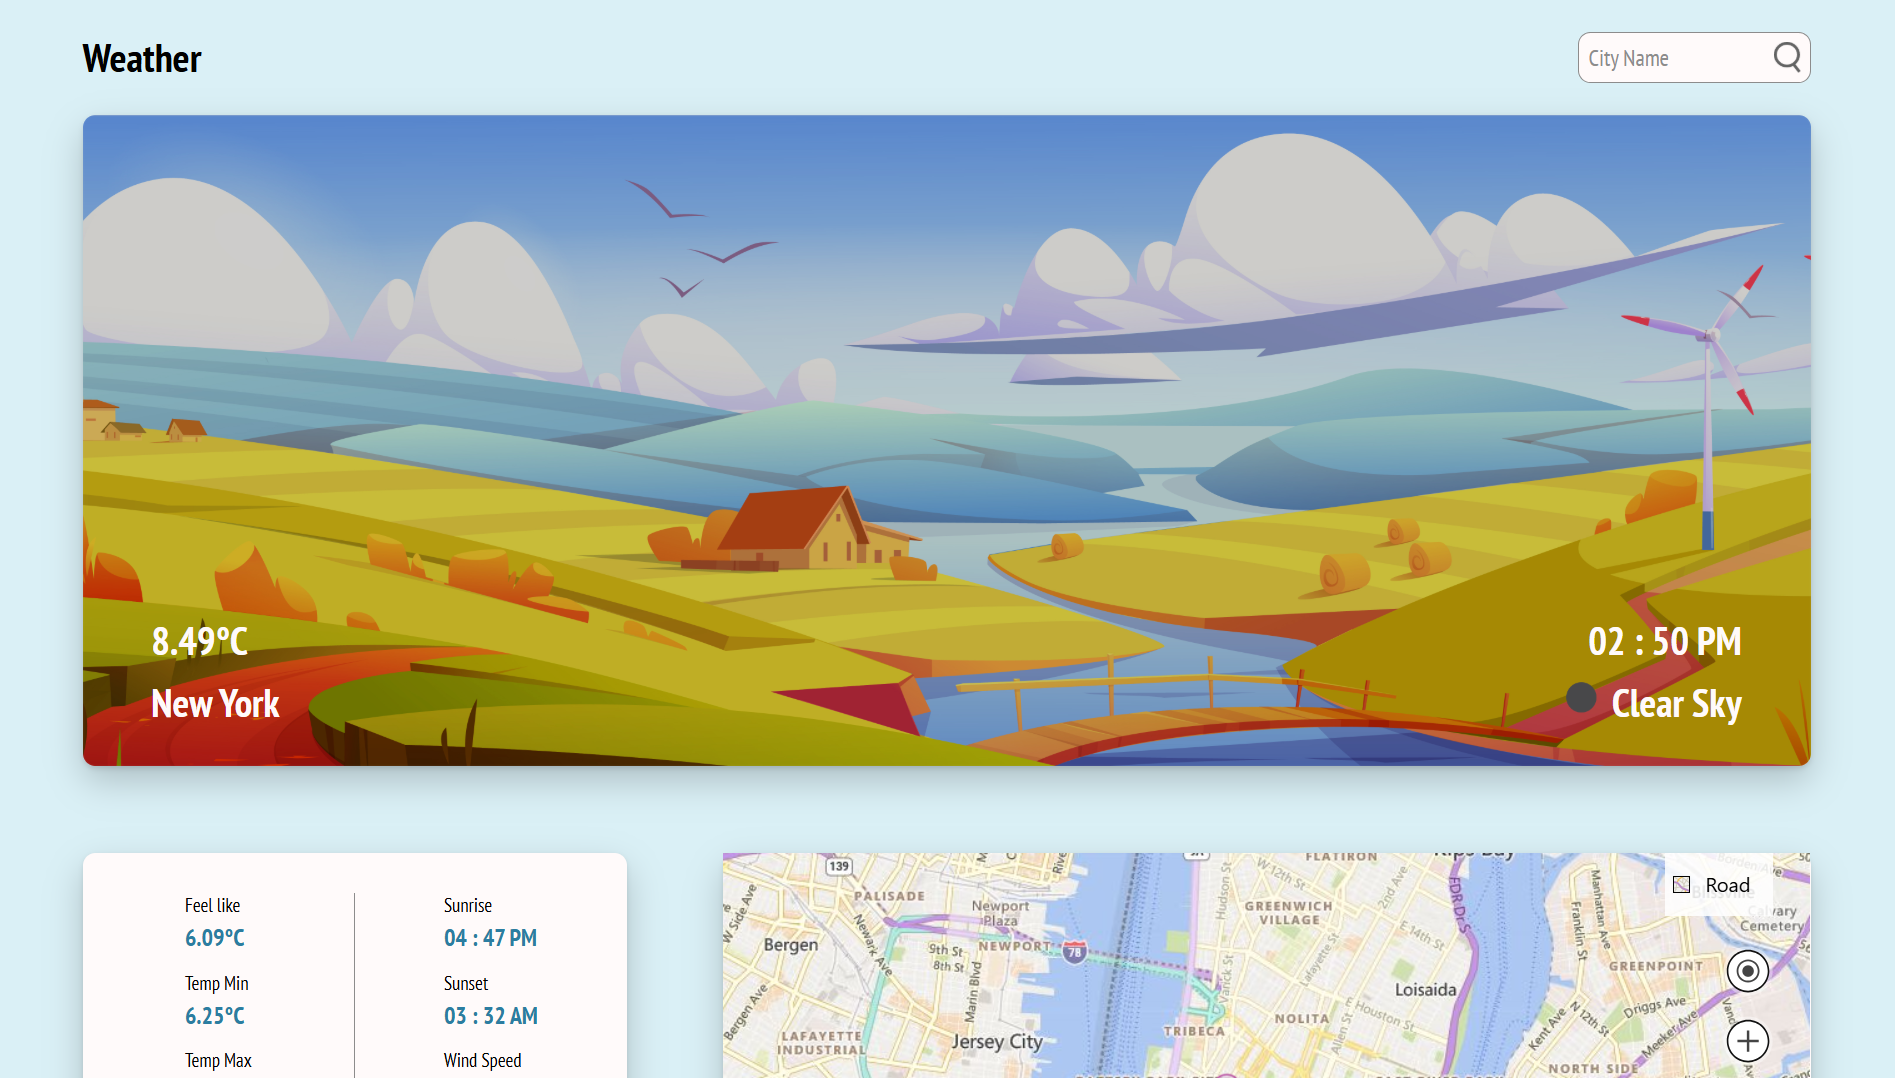 Weather
City Name
8.49°C
New York
02 : 50 PM
Clear Sky
Feel like
6.09°C
Temp Min
6.25°C
Temp Max
Sunrise
04 : 47 PM
Sunset
03 : 32 AM
Wind Speed
139
PALISADE
Newport
Plaza
W Side Ave
Bergen
Newark Ave
9th St
8th St
NEWPORT
78
Marin Blvd
Bergen Ave
LAFAYETTE
INDUSTRIAL
Jersey City
FLATIRON
W 12th St
Hudson St
2nd Ave
GREENWICH
VILLAGE
E 14th St
FDR Dr S
Lafayette St
Varick St
Loisaida
NOLITA
E Houston St
Allen St
TRIBECA
Road
Manhattan Ave
Franklin St
Calvary
Cemetery
GREENPOINT
Driggs Ave
N 12th St
Kent Ave
Meeker Ave
NORTH SIDE